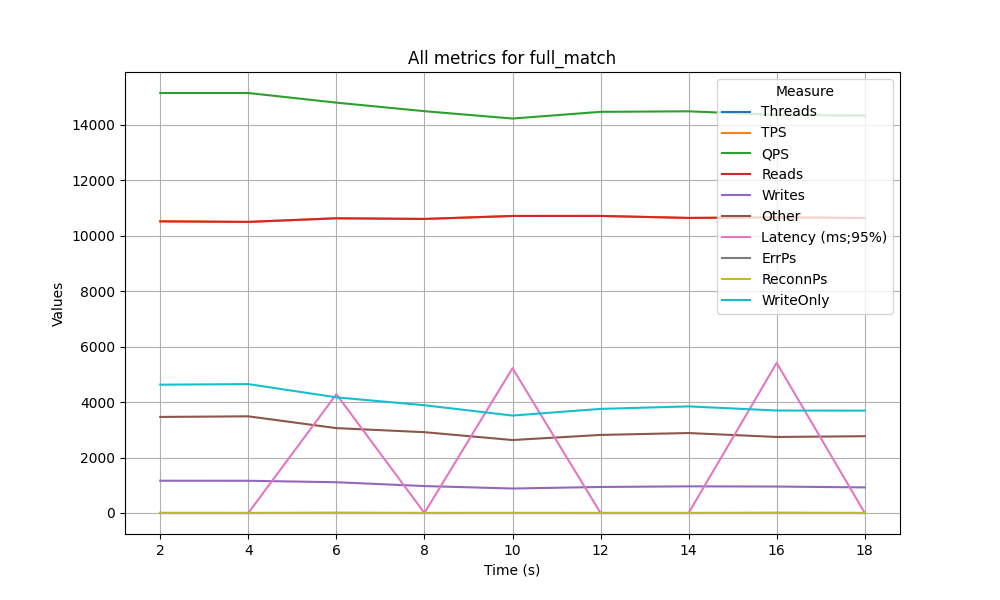 All metrics for full_match
Values
14000
12000
10000
8000
6000
4000
2000
0
2 4 6 8 10 12 14 16 18
Time (s)
Measure
Threads
TPS
QPS
Reads
Writes
Other
Latency (ms;95%)
ErrPs
ReconnPs
WriteOnly